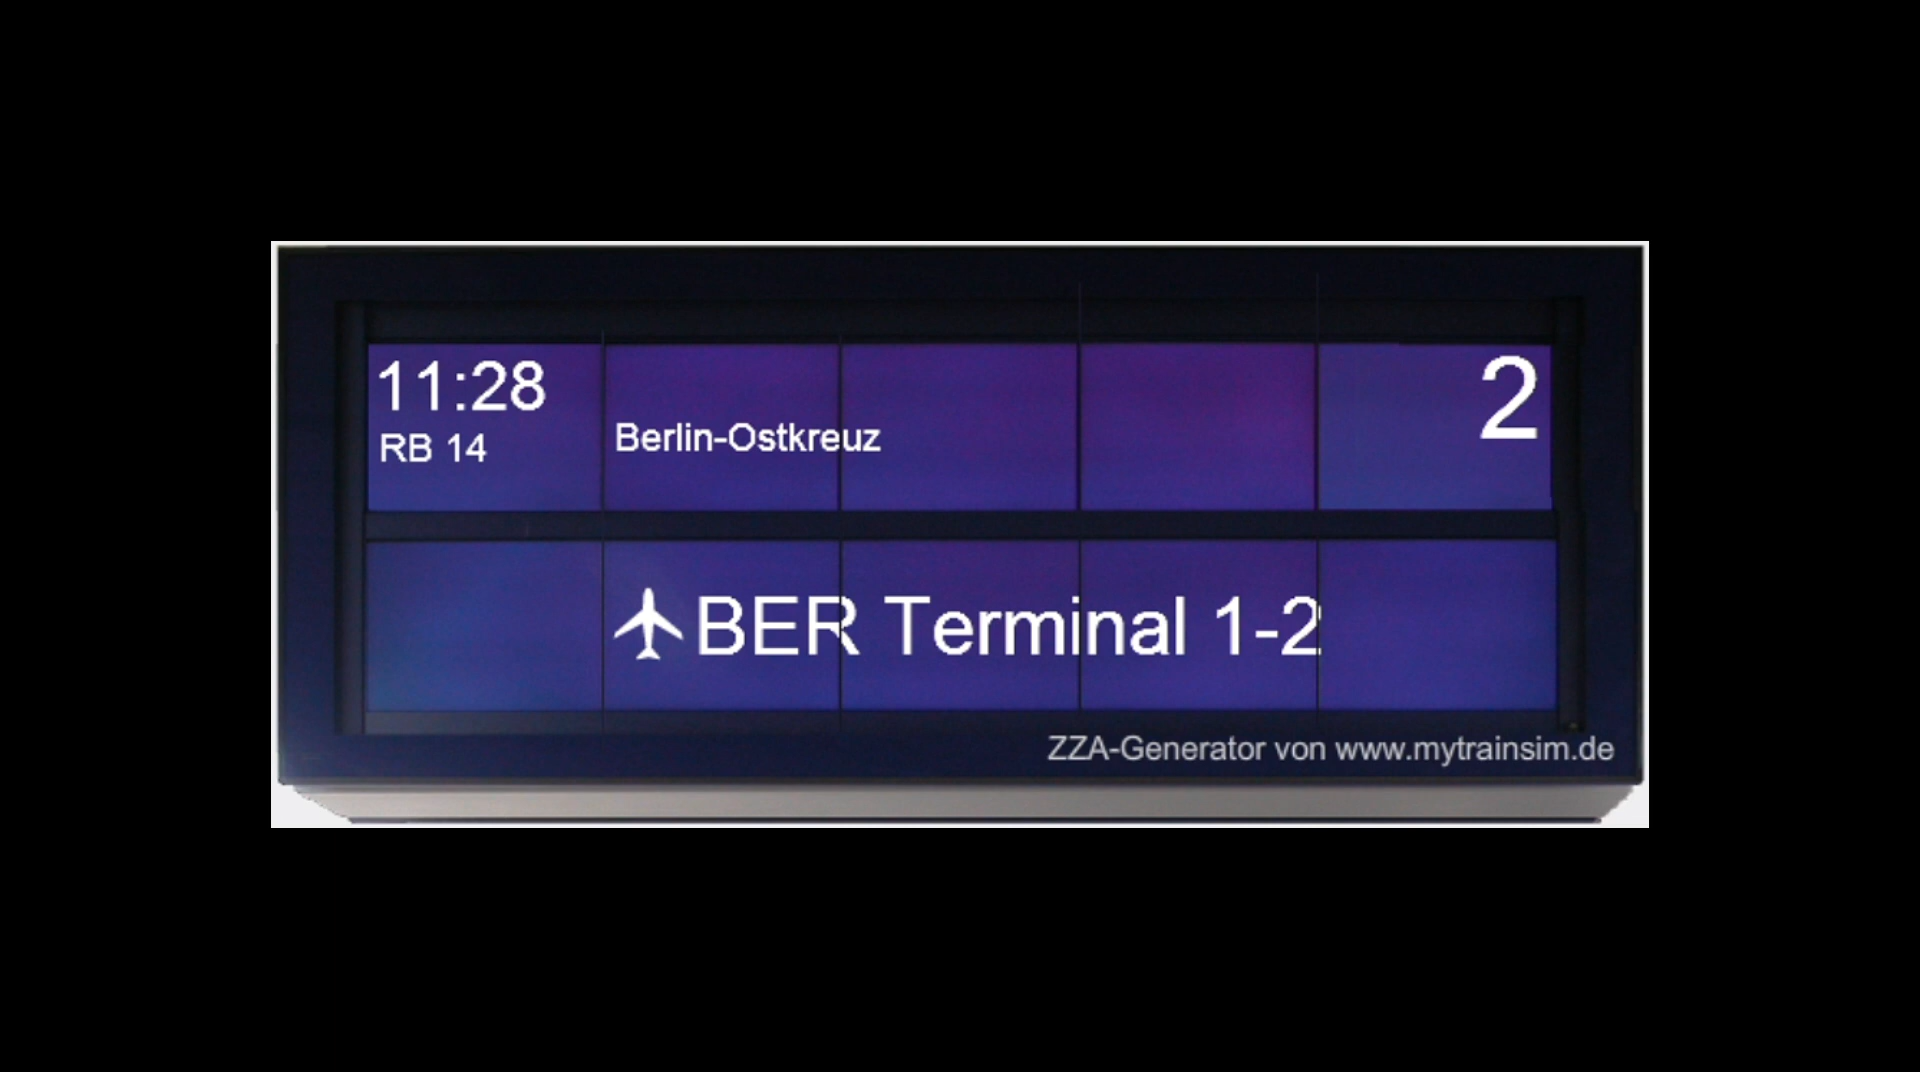 11:28
2
RB 14
Berlin-Ostkreuz
BER Terminal 1-2
ZZA-Generator von www.mytrainsim.de